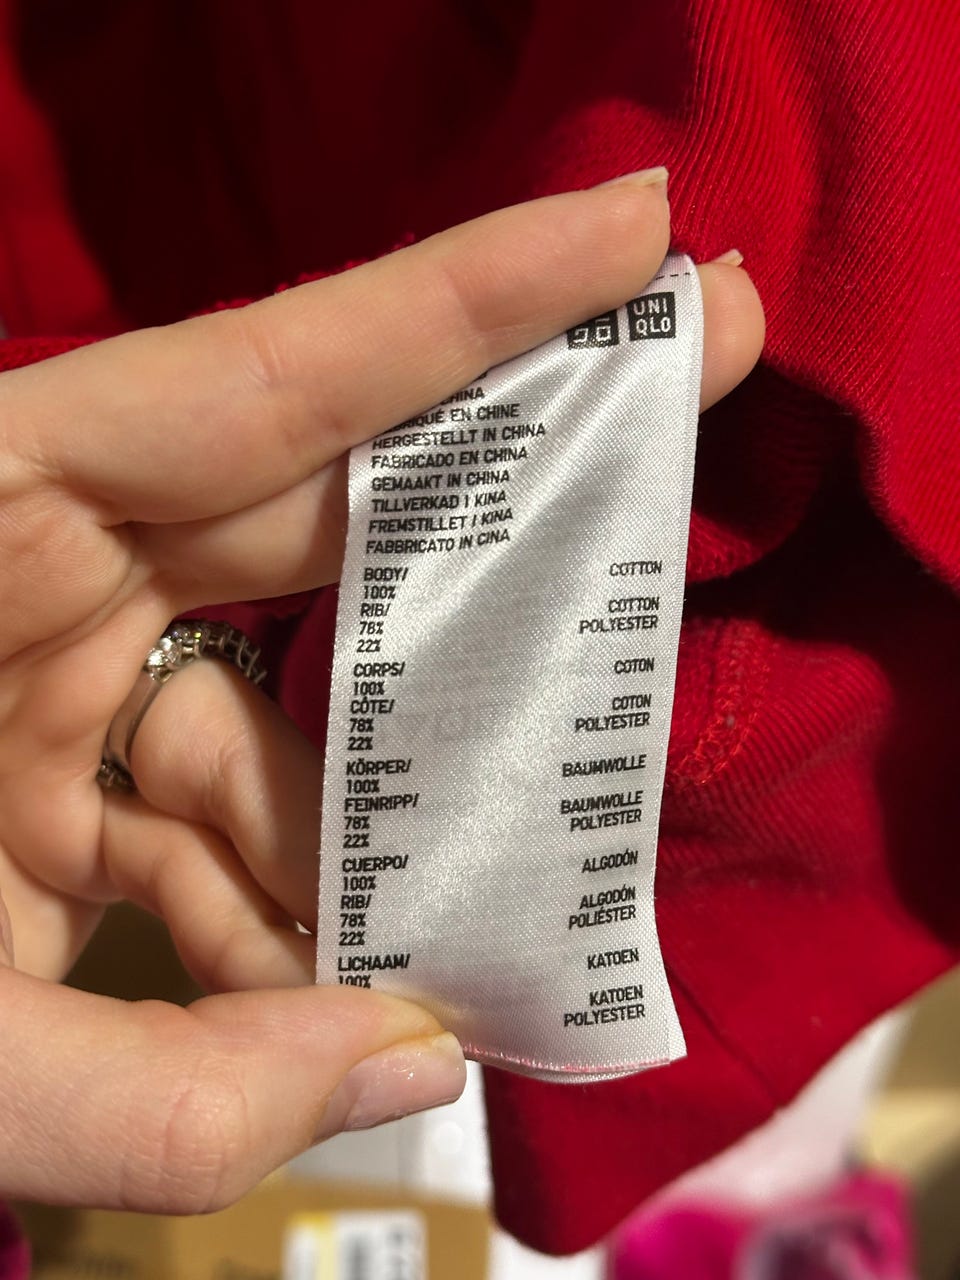 UNI
QLO
CHINA
EN CHINE
HERGESTELLT IN CHINA
FABRICADO EN CHINA
GEMAAKT IN CHINA
TILLVERKAD I KINA
FREMSTILLET I KINA
FABBRICATO IN CINA
BODY/
100% COTTON
RIB/
78% COTTON
22% POLYESTER
CORPS/
100% COTON
CÔTE/
78% COTON
22% POLYESTER
KÖRPER/
100% BAUMWOLLE
FEINRIPP/
78% BAUMWOLLE
22% POLYESTER
CUERPO/
100% ALGODÓN
RIB/
78% ALGODÓN
22% POLIÉSTER
LICHAAM/
100% KATOEN
KATOEN
POLYESTER